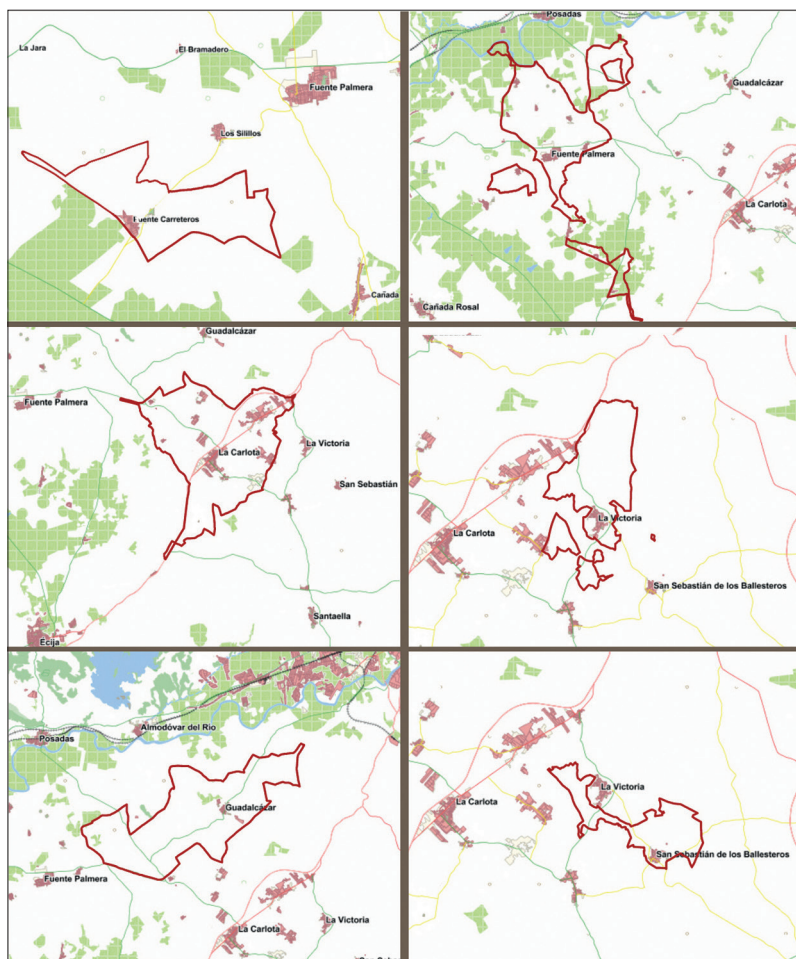 La Jara
El Bramadero
Fuente Palmera
Los Silillos
Fuente Carreteros
Cañada
Posadas
Guadalcázar
Fuente Palmera
La Carlota
Cañada Rosal
Guadalcázar
Fuente Palmera
La Carlota
La Victoria
San Sebastián
Santaella
Ecija
La Victoria
La Carlota
San Sebastián de los Ballesteros
Posadas
Almodóvar del Río
Guadalcázar
Fuente Palmera
La Carlota
La Victoria
La Victoria
La Carlota
San Sebastián de los Ballesteros